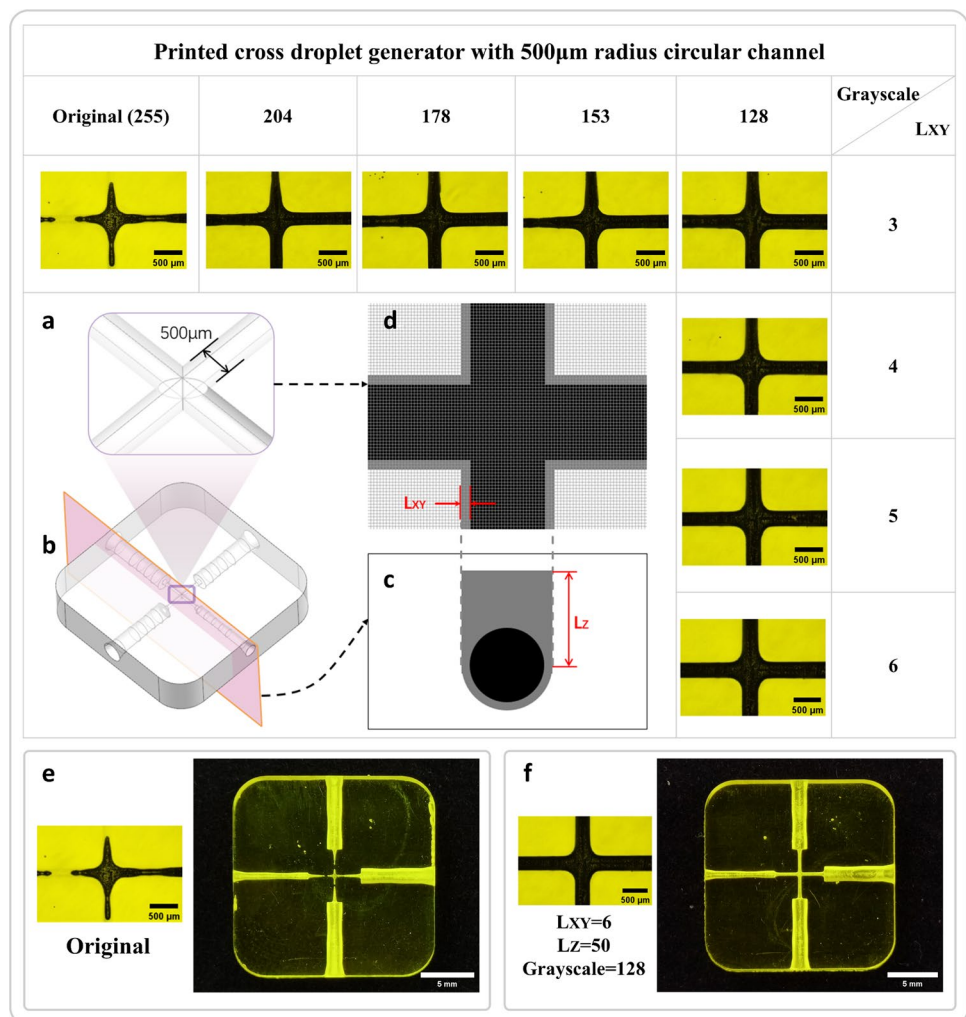 Printed cross droplet generator with 500μm radius circular channel
Original (255) 204 178 153 128 Grayscale
LXY
500 μm 500 μm 500 μm 500 μm 500 μm
3
a
500μm
d
LXY
500 μm
4
b
500 μm
5
c
LZ
500 μm
6
e
500 μm
Original
5 mm
f
500 μm
LXY=6
LZ=50
Grayscale=128
5 mm